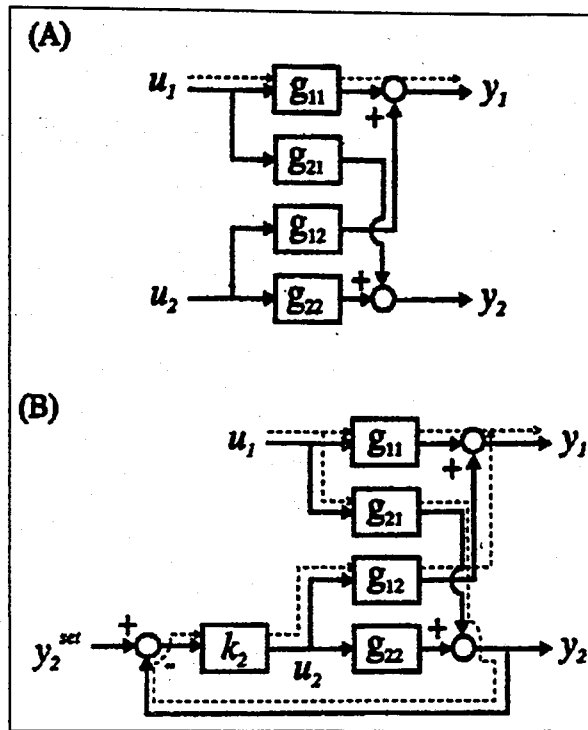 (A)
u₁ g₁₁ y₁
+
g₂₁
g₁₂
+
u₂ g₂₂ y₂
(B)
u₁ g₁₁ y₁
+
g₂₁
g₁₂
+ +
y₂ˢᵉᵗ k₂ u₂ g₂₂ y₂
-